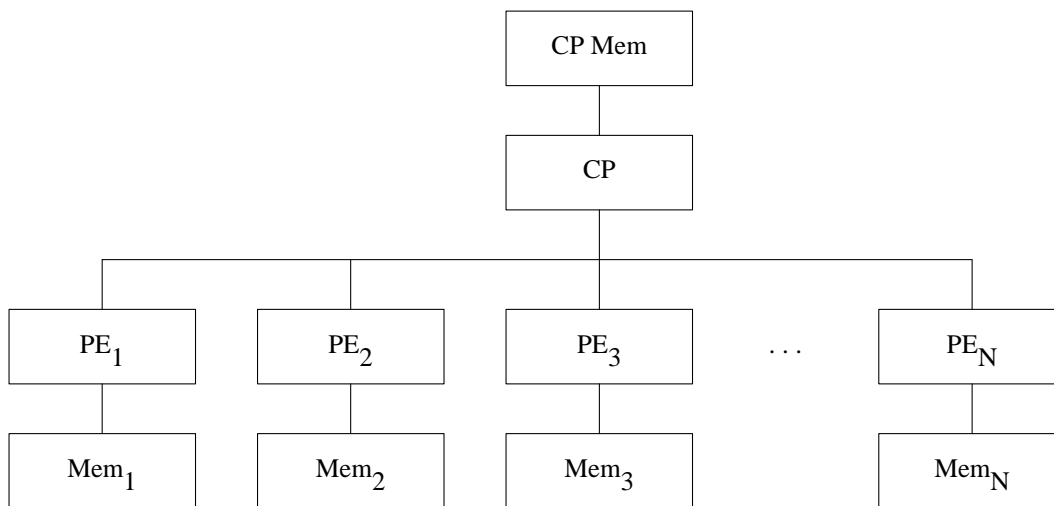 CP Mem
CP
PE1 PE2 PE3 . . . PEN
Mem1 Mem2 Mem3 MemN